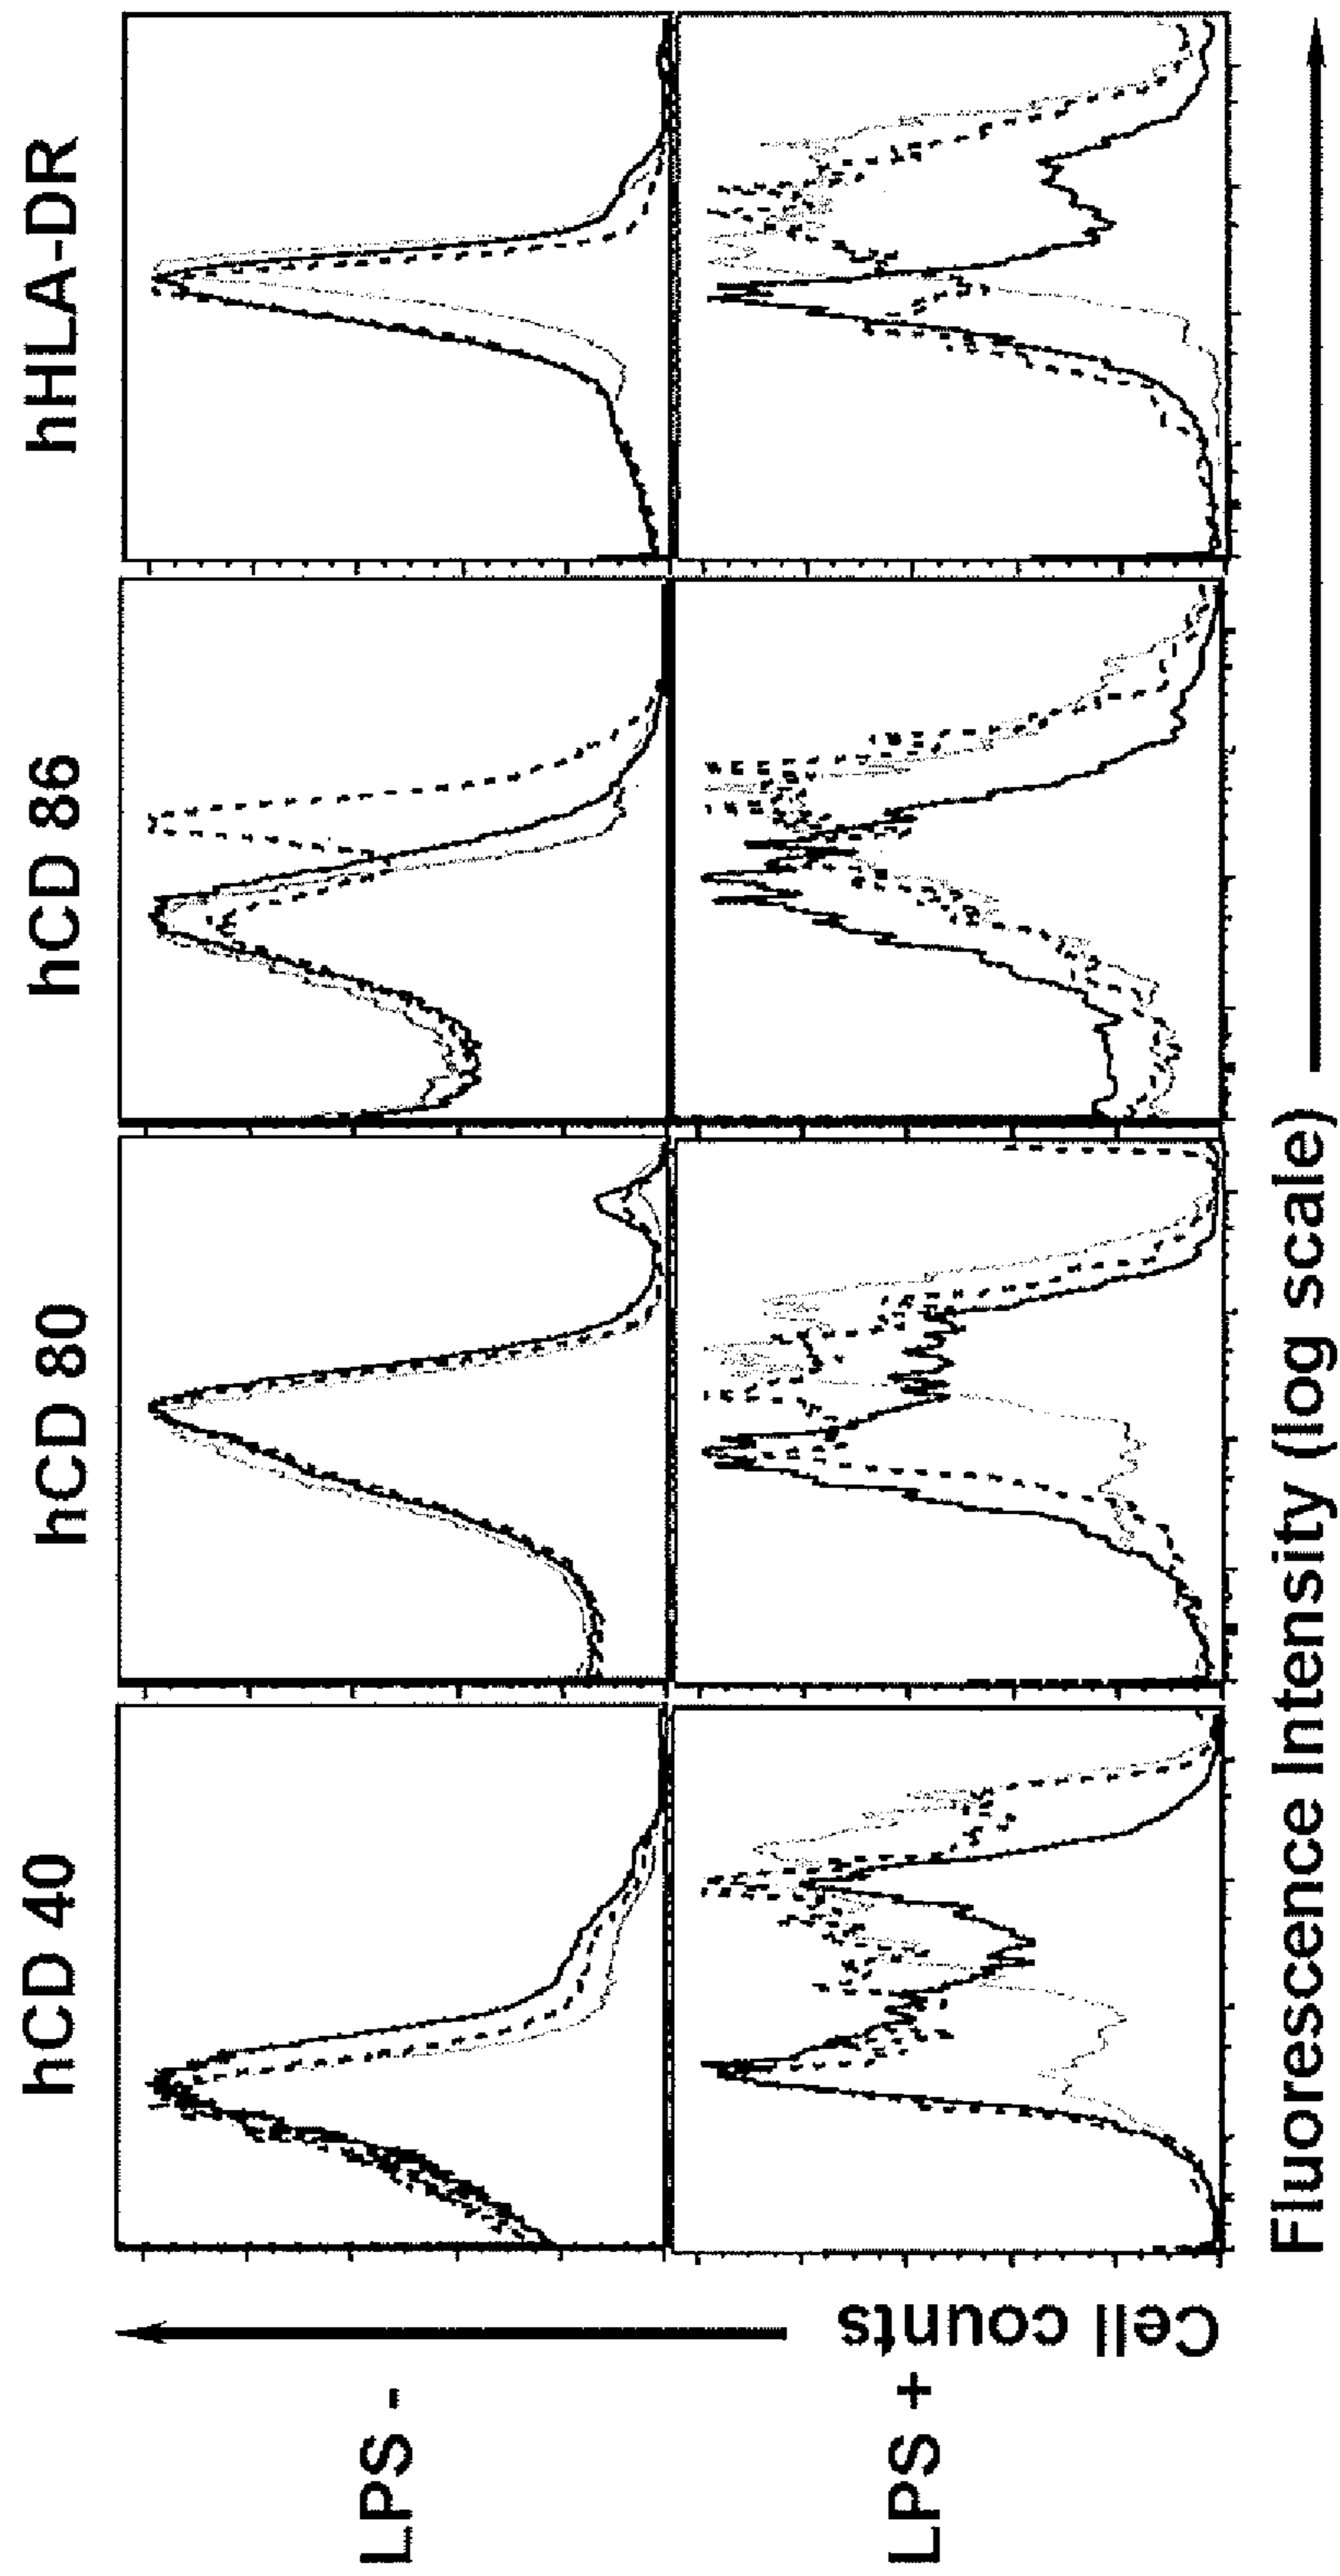 hCD 40
hCD 80
hCD 86
hHLA-DR
LPS -
LPS +
Cell counts
Fluorescence Intensity (log scale)